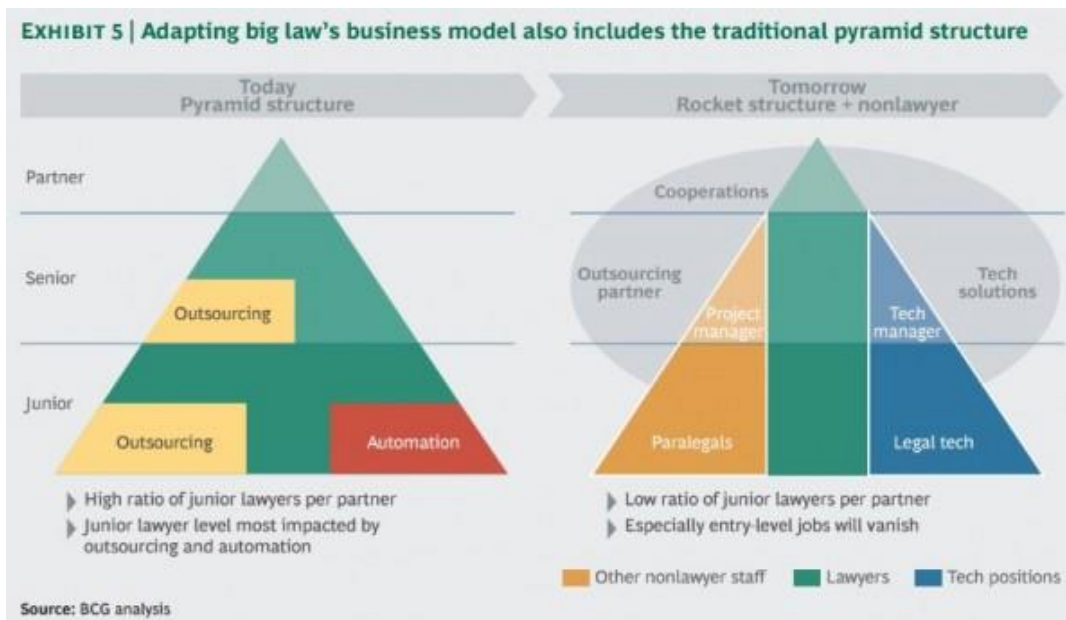 EXHIBIT 5 | Adapting big law's business model also includes the traditional pyramid structure
Today
Pyramid structure
Tomorrow
Rocket structure + nonlawyer
Partner
Senior
Junior
Outsourcing
Outsourcing
Automation
Cooperations
Outsourcing
partner
Tech
solutions
Project
manager
Tech
manager
Paralegals
Legal tech
High ratio of junior lawyers per partner
Junior lawyer level most impacted by
outsourcing and automation
Low ratio of junior lawyers per partner
Especially entry-level jobs will vanish
Other nonlawyer staff
Lawyers
Tech positions
Source: BCG analysis